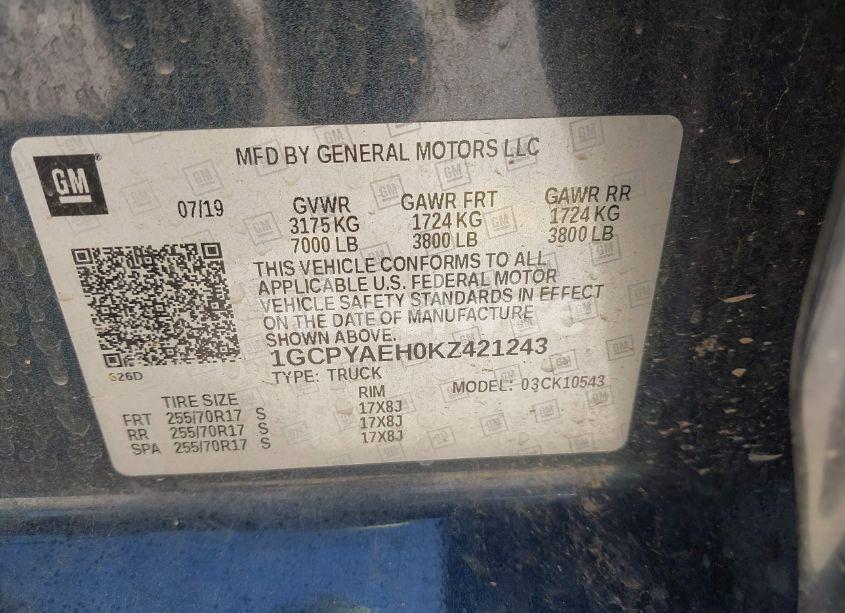 GM
MFD BY GENERAL MOTORS LLC
07/19
GVWR GAWR FRT GAWR RR
3175 KG 1724 KG 1724 KG
7000 LB 3800 LB 3800 LB
THIS VEHICLE CONFORMS TO ALL
APPLICABLE U.S. FEDERAL MOTOR
VEHICLE SAFETY STANDARDS IN EFFECT
ON THE DATE OF MANUFACTURE
SHOWN ABOVE.
1GCPYAEH0KZ421243
S26D
TYPE: TRUCK MODEL: 03CK10543
TIRE SIZE RIM
FRT 255/70R17 S 17X8J
RR 255/70R17 S 17X8J
SPA 255/70R17 S 17X8J